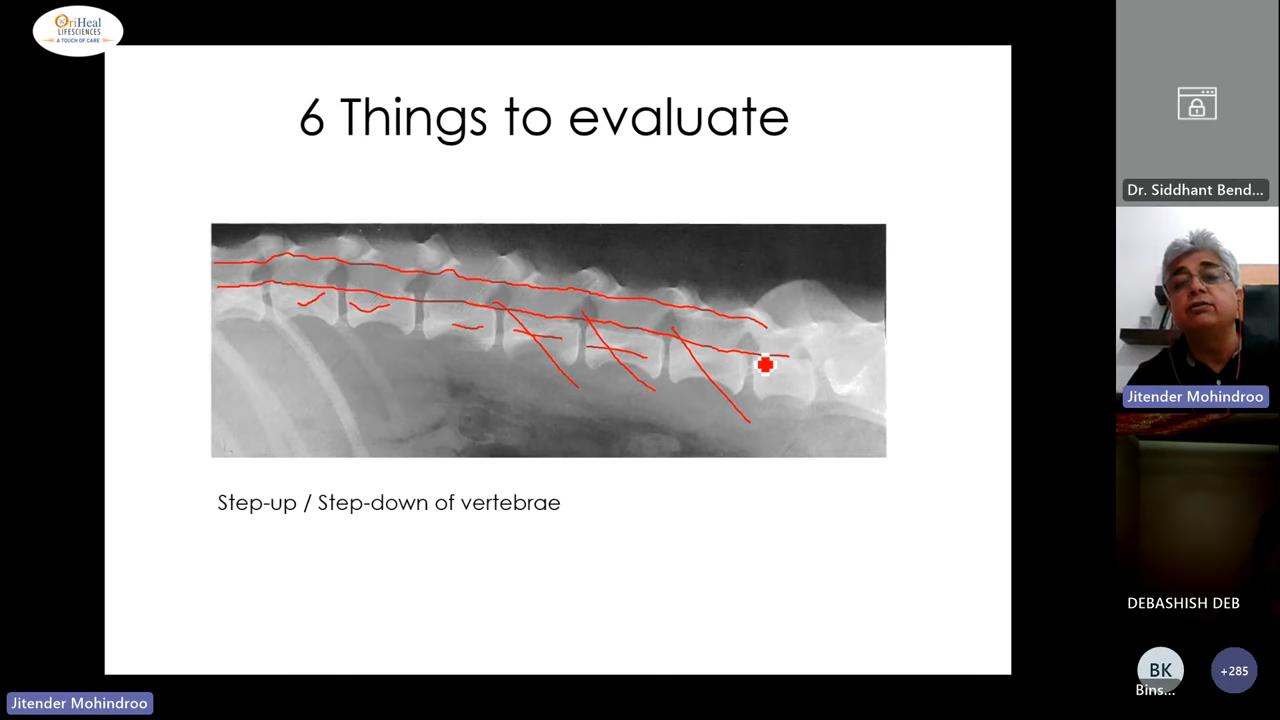 OriHeal
LIFESCIENCES
A TOUCH OF CARE
6 Things to evaluate
Step-up / Step-down of vertebrae
Dr. Siddhant Bend...
Jitender Mohindroo
DEBASHISH DEB
BK
Bins...
+285
Jitender Mohindroo